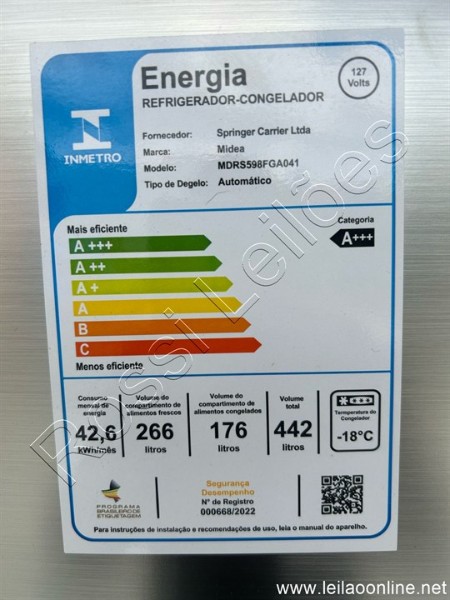 Energia
REFRIGERADOR-CONGELADOR
127
Volts
INMETRO
Fornecedor: Springer Carrier Ltda
Marca: Midea
Modelo: MDRS598FGA041
Tipo de Degelo: Automático
Mais eficiente
Categoria
A +++
A+++
A ++
A +
A
B
C
Menos eficiente
Consumo
mensal de
energia
42,6
kWh/mês
Volume do
compartimento de
alimentos frescos
266
litros
Volume do
compartimento de
alimentos congelados
176
litros
Volume
total
442
litros
Termperatura do
Congelador
-18°C
PROGRAMA
BRASILEIRO DE
ETIQUETAGEM
Segurança
Desempenho
Nº de Registro
000668/2022
Para instruções de instalação e recomendações de uso, leia o manual do aparelho.
Rossi Leilões
www.leilaoonline.net